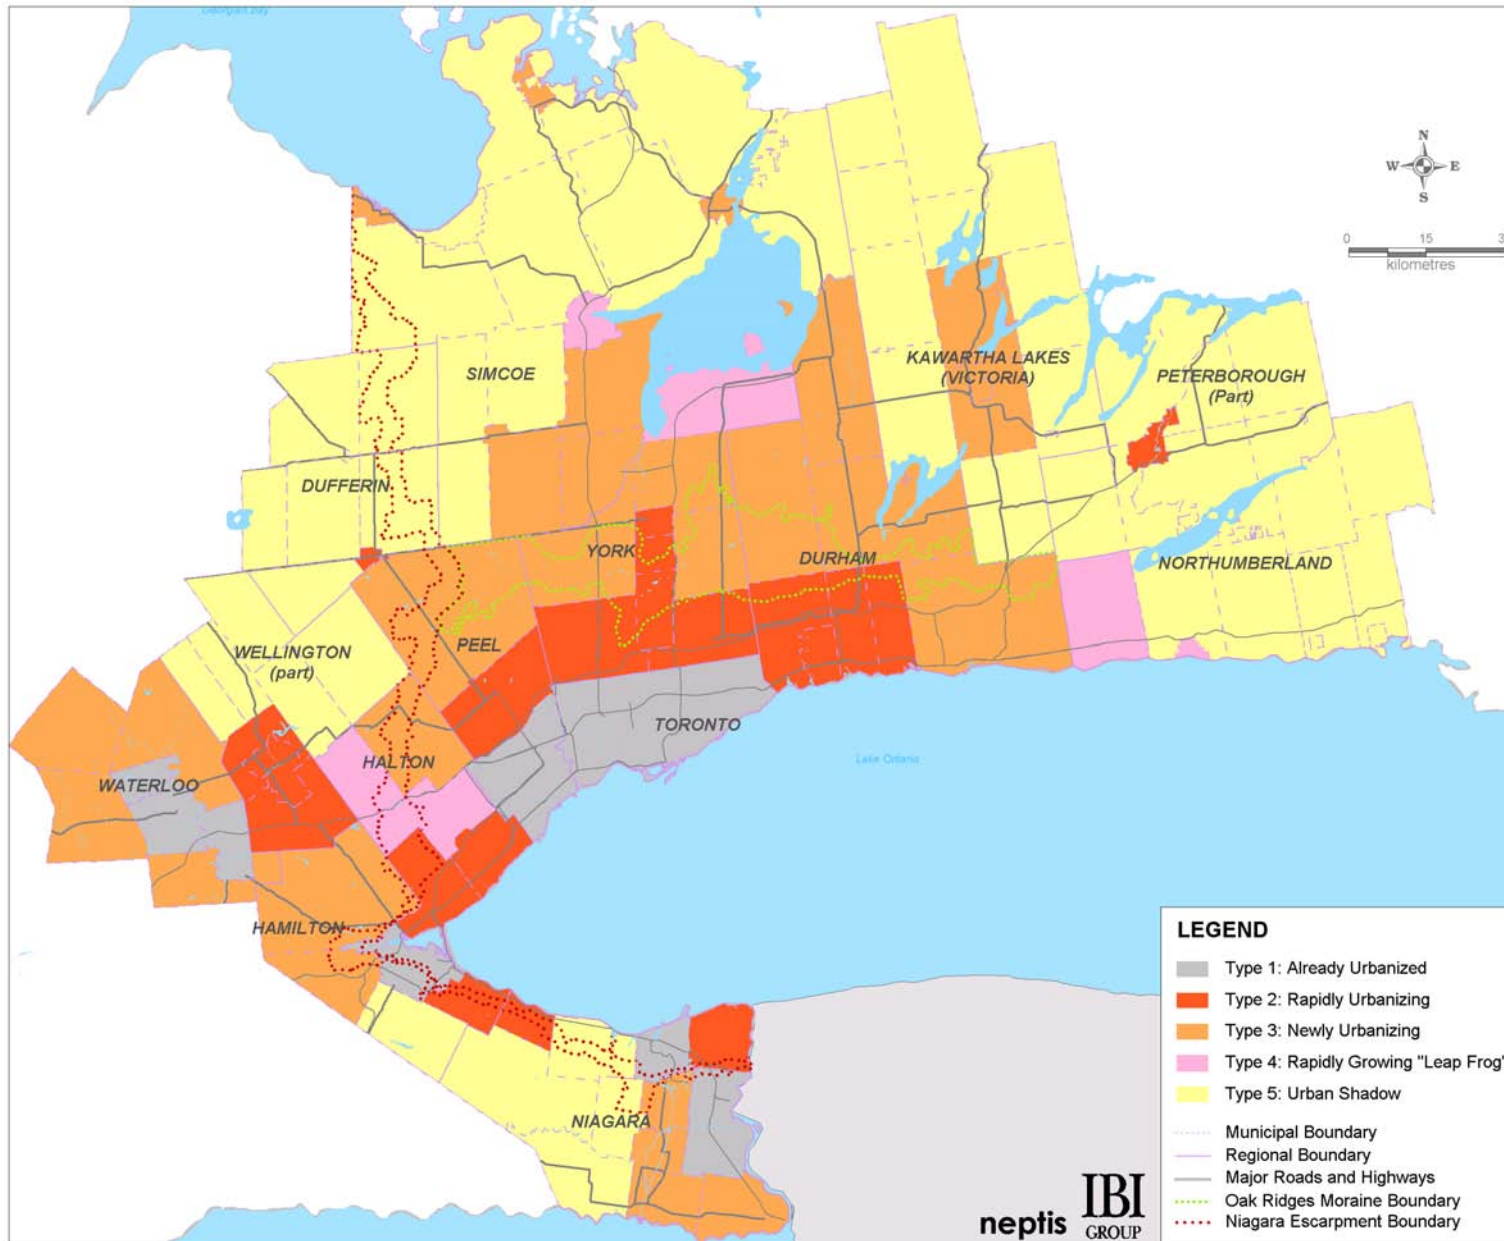 Georgian Bay
N
W E
S
0 15 3
kilometres
KAWARTHA LAKES
(VICTORIA)
PETERBOROUGH
(Part)
SIMCOE
DUFFERIN
YORK
DURHAM
NORTHUMBERLAND
WELLINGTON
(part)
PEEL
TORONTO
HALTON
Lake Ontario
WATERLOO
HAMILTON
NIAGARA
LEGEND
Type 1: Already Urbanized
Type 2: Rapidly Urbanizing
Type 3: Newly Urbanizing
Type 4: Rapidly Growing "Leap Frog"
Type 5: Urban Shadow
Municipal Boundary
Regional Boundary
Major Roads and Highways
Oak Ridges Moraine Boundary
Niagara Escarpment Boundary
neptis
IBI
GROUP